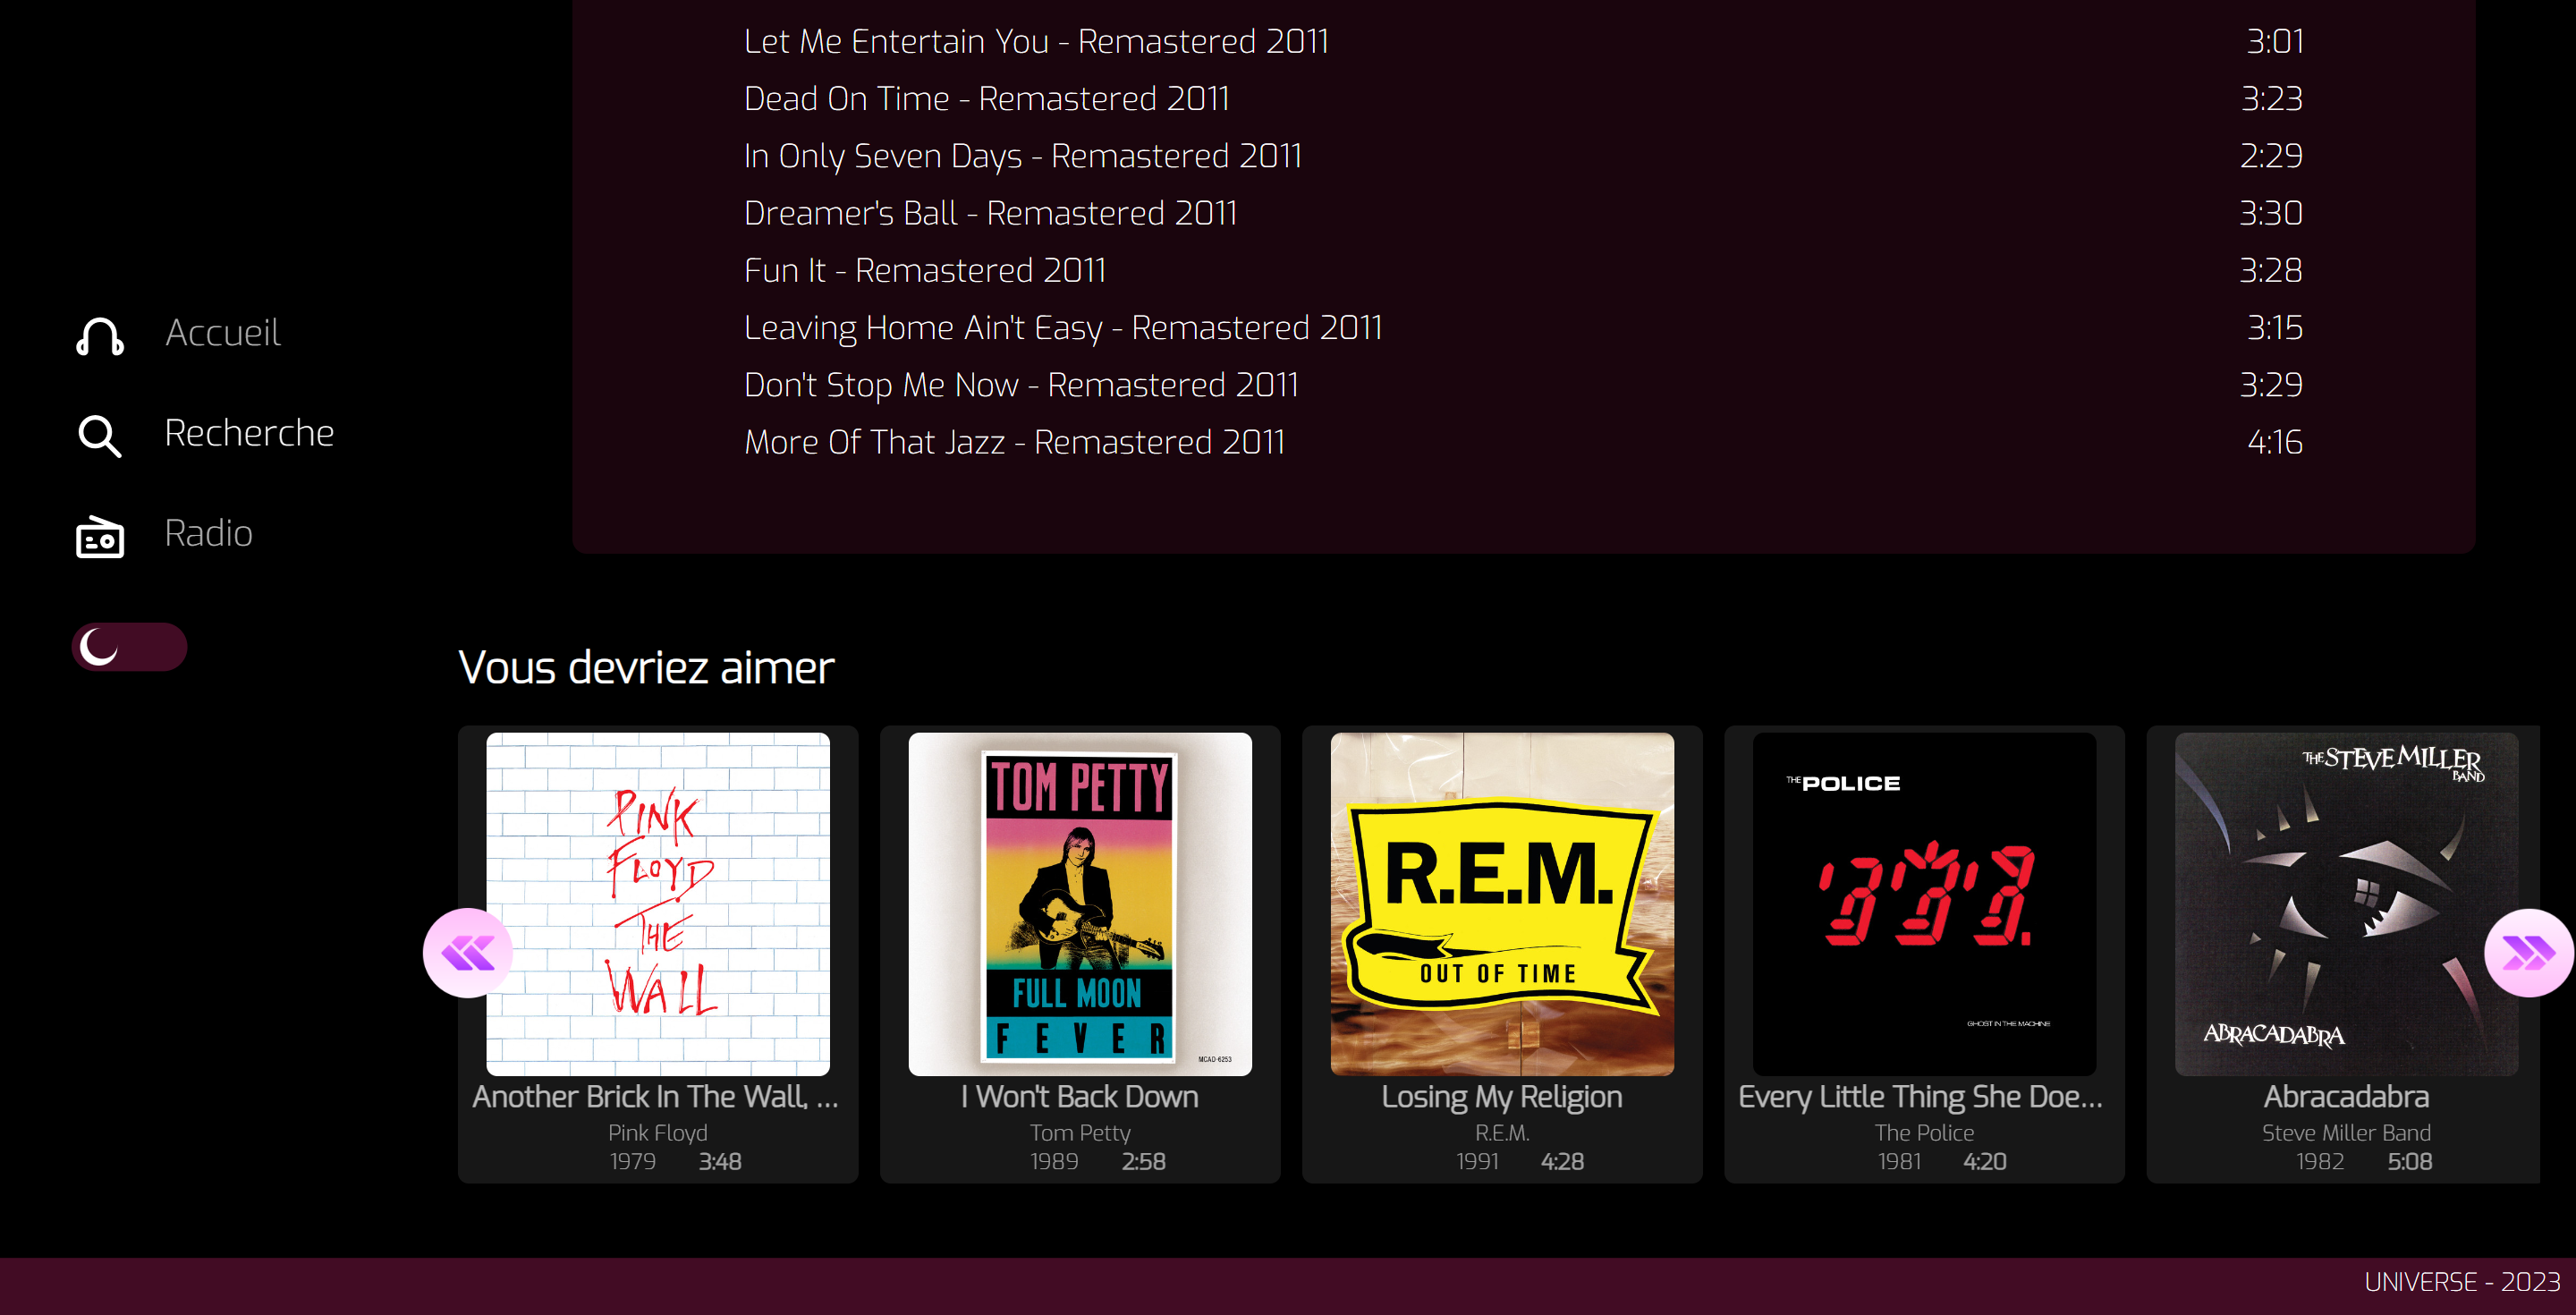 Let Me Entertain You - Remastered 2011 3:01
Dead On Time - Remastered 2011 3:23
In Only Seven Days - Remastered 2011 2:29
Dreamer's Ball - Remastered 2011 3:30
Fun It - Remastered 2011 3:28
Leaving Home Ain't Easy - Remastered 2011 3:15
Don't Stop Me Now - Remastered 2011 3:29
More Of That Jazz - Remastered 2011 4:16
Accueil
Recherche
Radio
Vous devriez aimer
PINK
FLOYD
THE
WALL
Another Brick In The Wall, ...
Pink Floyd
1979 3:48
TOM PETTY
FULL MOON
FEVER
MCAD-6253
I Won't Back Down
Tom Petty
1989 2:58
R.E.M.
OUT OF TIME
Losing My Religion
R.E.M.
1991 4:28
THE POLICE
GHOST IN THE MACHINE
Every Little Thing She Doe...
The Police
1981 4:20
THE STEVE MILLER
BAND
ABRACADABRA
Abracadabra
Steve Miller Band
1982 5:08
UNIVERSE - 2023